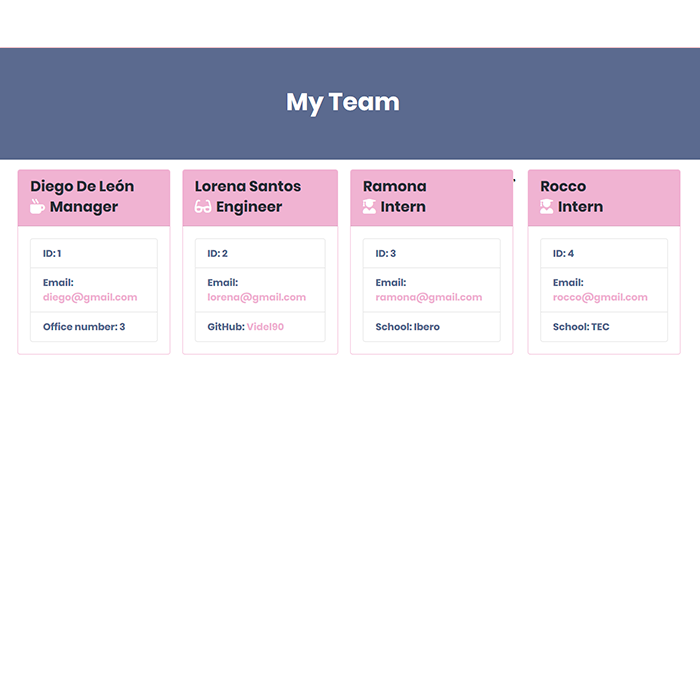 My Team
Diego De León
Manager
ID: 1
Email:
diego@gmail.com
Office number: 3
Lorena Santos
Engineer
ID: 2
Email:
lorena@gmail.com
GitHub: Videl90
Ramona
Intern
ID: 3
Email:
ramona@gmail.com
School: Ibero
Rocco
Intern
ID: 4
Email:
rocco@gmail.com
School: TEC